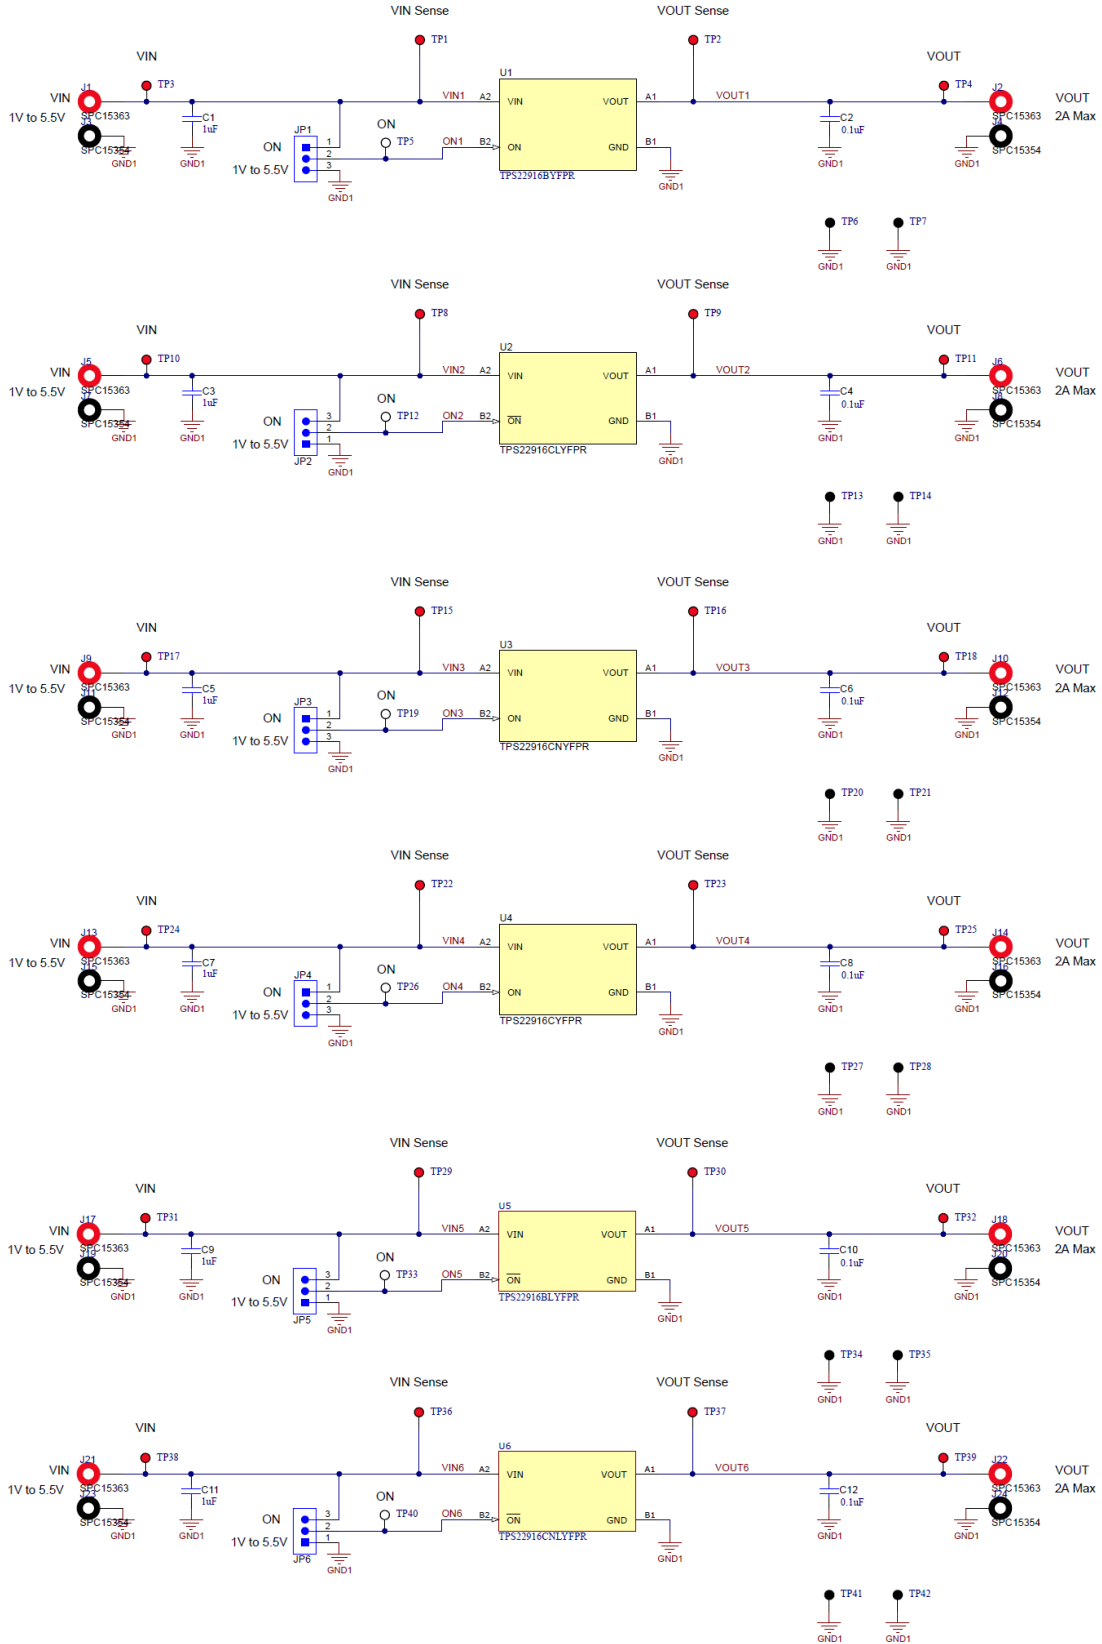 VIN Sense VOUT Sense
TP1 TP2
VIN VOUT
TP3 TP4
U1
J1 VIN1 A2 VIN VOUT A1 VOUT1 J2
VIN SPC15363 VOUT
1V to 5.5V J3 C1 1uF C2 0.1uF SPC15363 J4 2A Max
SPC15354 JP1 ON ON1 B2 ON GND B1 SPC15354
GND1 GND1 ON 1 TP5 GND1 GND1
2
1V to 5.5V 3 TPS22916BYFPR GND1
GND1
TP6 TP7
GND1 GND1
VIN Sense VOUT Sense
TP8 TP9
VIN VOUT
TP10 TP11
U2
J5 VIN2 A2 VIN VOUT A1 VOUT2 J6
VIN SPC15363 VOUT
1V to 5.5V J7 C3 1uF C4 0.1uF SPC15363 J8 2A Max
SPC15354 ON ON2 B2 ON GND B1 SPC15354
GND1 GND1 ON 3 TP12 GND1 GND1
2
1V to 5.5V 1 TPS22916CLYFPR GND1
JP2 GND1
TP13 TP14
GND1 GND1
VIN Sense VOUT Sense
TP15 TP16
VIN VOUT
TP17 TP18
U3
J9 VIN3 A2 VIN VOUT A1 VOUT3 J10
VIN SPC15363 VOUT
1V to 5.5V J11 C5 1uF C6 0.1uF SPC15363 J12 2A Max
SPC15354 JP3 ON ON3 B2 ON GND B1 SPC15354
GND1 GND1 ON 1 TP19 GND1 GND1
2
1V to 5.5V 3 TPS22916CNYFPR GND1
GND1
TP20 TP21
GND1 GND1
VIN Sense VOUT Sense
TP22 TP23
VIN VOUT
TP24 TP25
U4
J13 VIN4 A2 VIN VOUT A1 VOUT4 J14
VIN SPC15363 VOUT
1V to 5.5V J15 C7 1uF C8 0.1uF SPC15363 J16 2A Max
SPC15354 JP4 ON ON4 B2 ON GND B1 SPC15354
GND1 GND1 ON 1 TP26 GND1 GND1
2
1V to 5.5V 3 TPS22916CYFPR GND1
GND1
TP27 TP28
GND1 GND1
VIN Sense VOUT Sense
TP29 TP30
VIN VOUT
TP31 TP32
U5
J17 VIN5 A2 VIN VOUT A1 VOUT5 J18
VIN SPC15363 VOUT
1V to 5.5V J19 C9 1uF C10 0.1uF SPC15363 J20 2A Max
SPC15354 ON ON5 B2 ON GND B1 SPC15354
GND1 GND1 ON 3 TP33 GND1 GND1
2
1V to 5.5V 1 TPS22916BLYFPR GND1
JP5 GND1
TP34 TP35
GND1 GND1
VIN Sense VOUT Sense
TP36 TP37
VIN VOUT
TP38 TP39
U6
J21 VIN6 A2 VIN VOUT A1 VOUT6 J22
VIN SPC15363 VOUT
1V to 5.5V J23 C11 1uF C12 0.1uF SPC15363 J24 2A Max
SPC15354 ON ON6 B2 ON GND B1 SPC15354
GND1 GND1 ON 3 TP40 GND1 GND1
2
1V to 5.5V 1 TPS22916CNLYFPR GND1
JP6 GND1
TP41 TP42
GND1 GND1